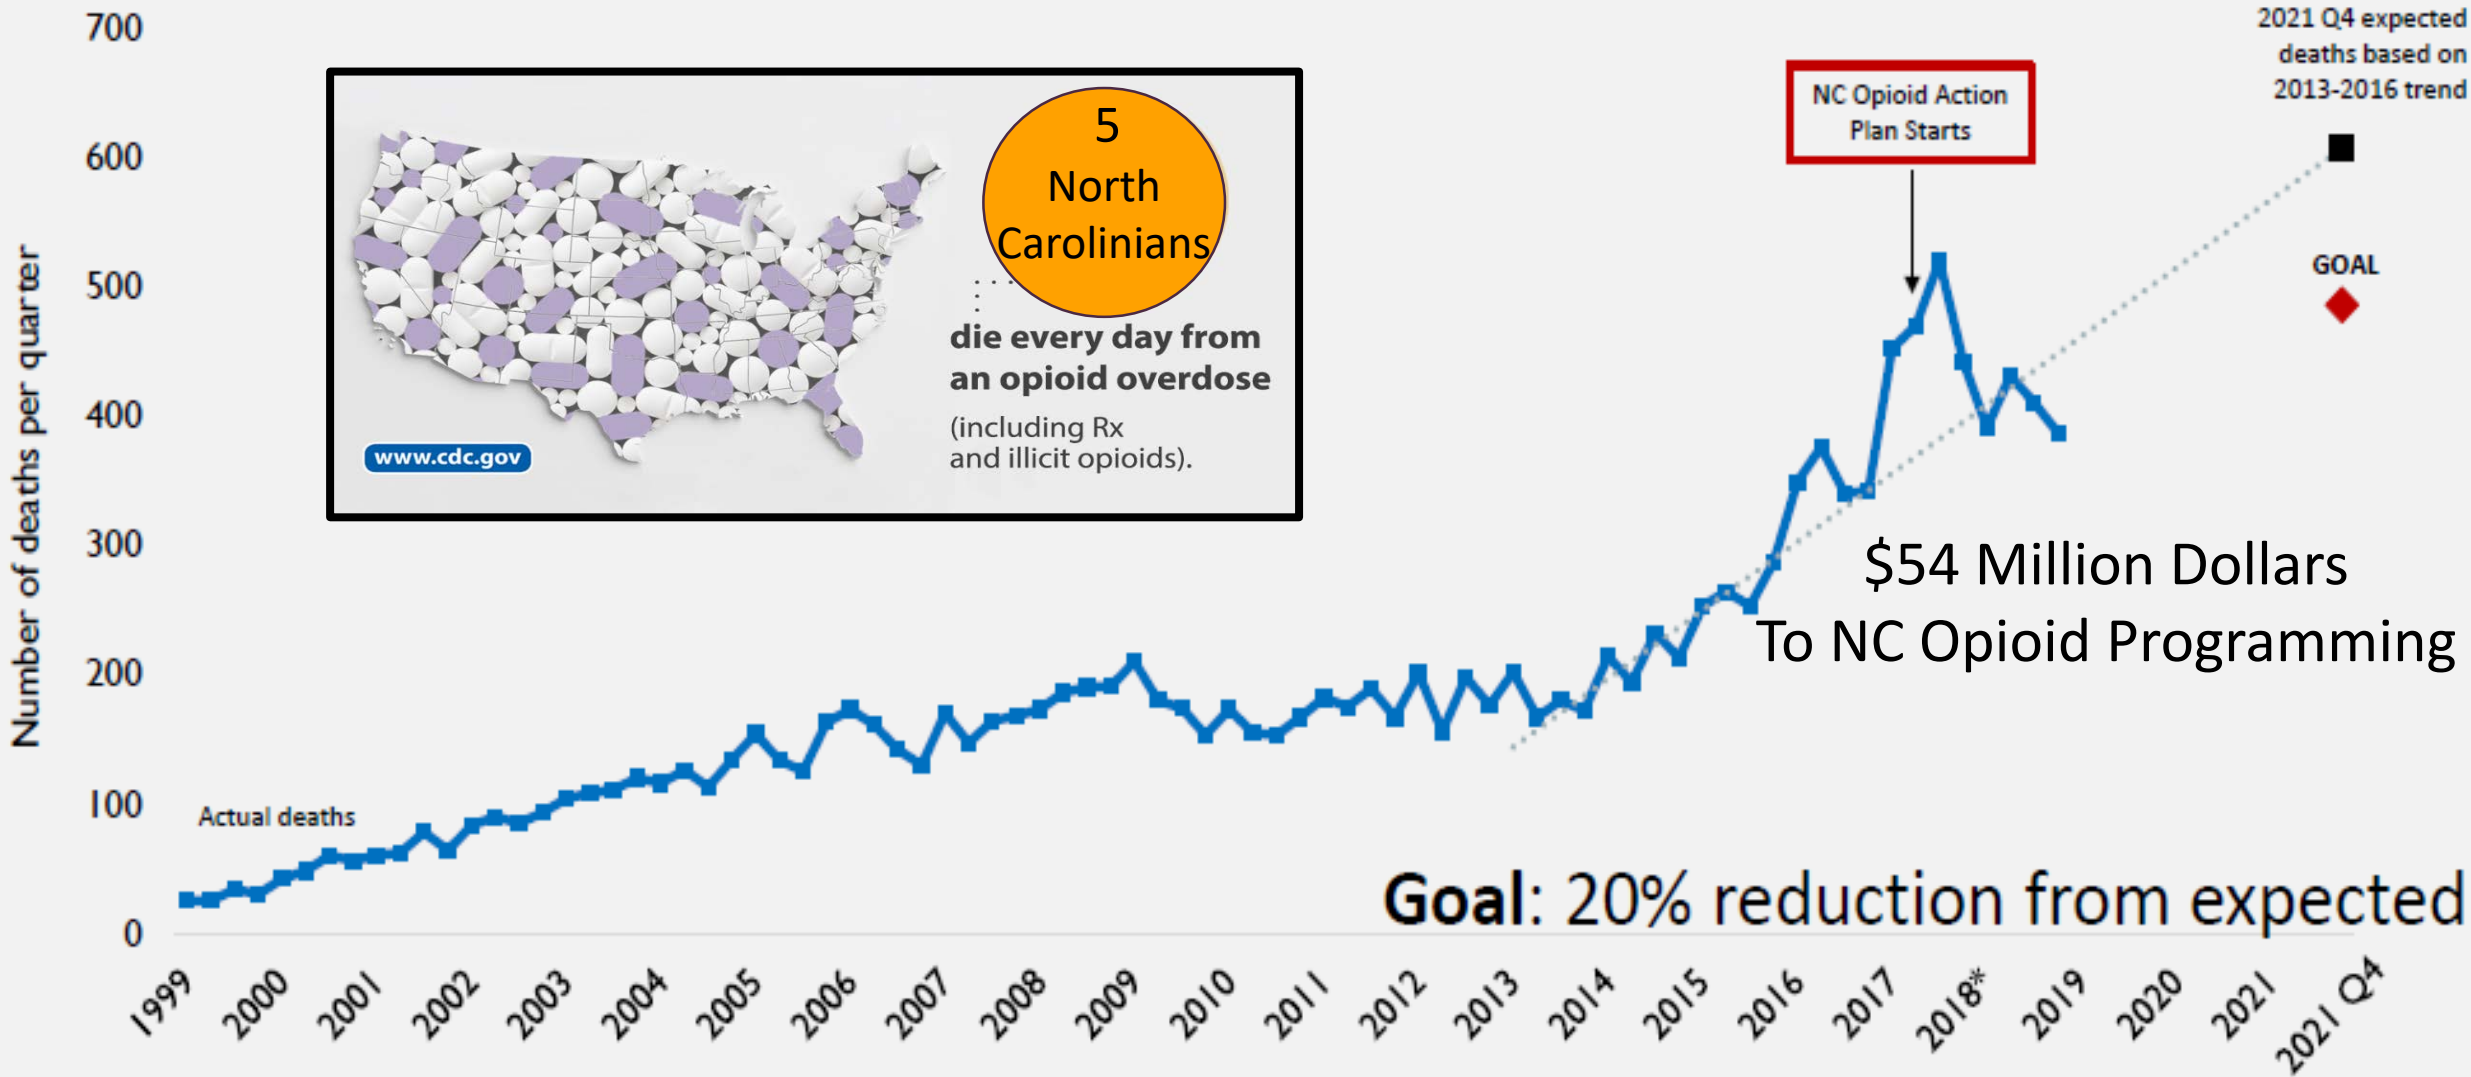 700
600
500
400
300
200
100
0
Number of deaths per quarter
5
North
Carolinians
die every day from
an opioid overdose
(including Rx
and illicit opioids).
www.cdc.gov
NC Opioid Action
Plan Starts
2021 Q4 expected
deaths based on
2013-2016 trend
GOAL
$54 Million Dollars
To NC Opioid Programming
Actual deaths
Goal: 20% reduction from expected
1999
2000
2001
2002
2003
2004
2005
2006
2007
2008
2009
2010
2011
2012
2013
2014
2015
2016
2017
2018*
2019
2020
2021
2021 Q4